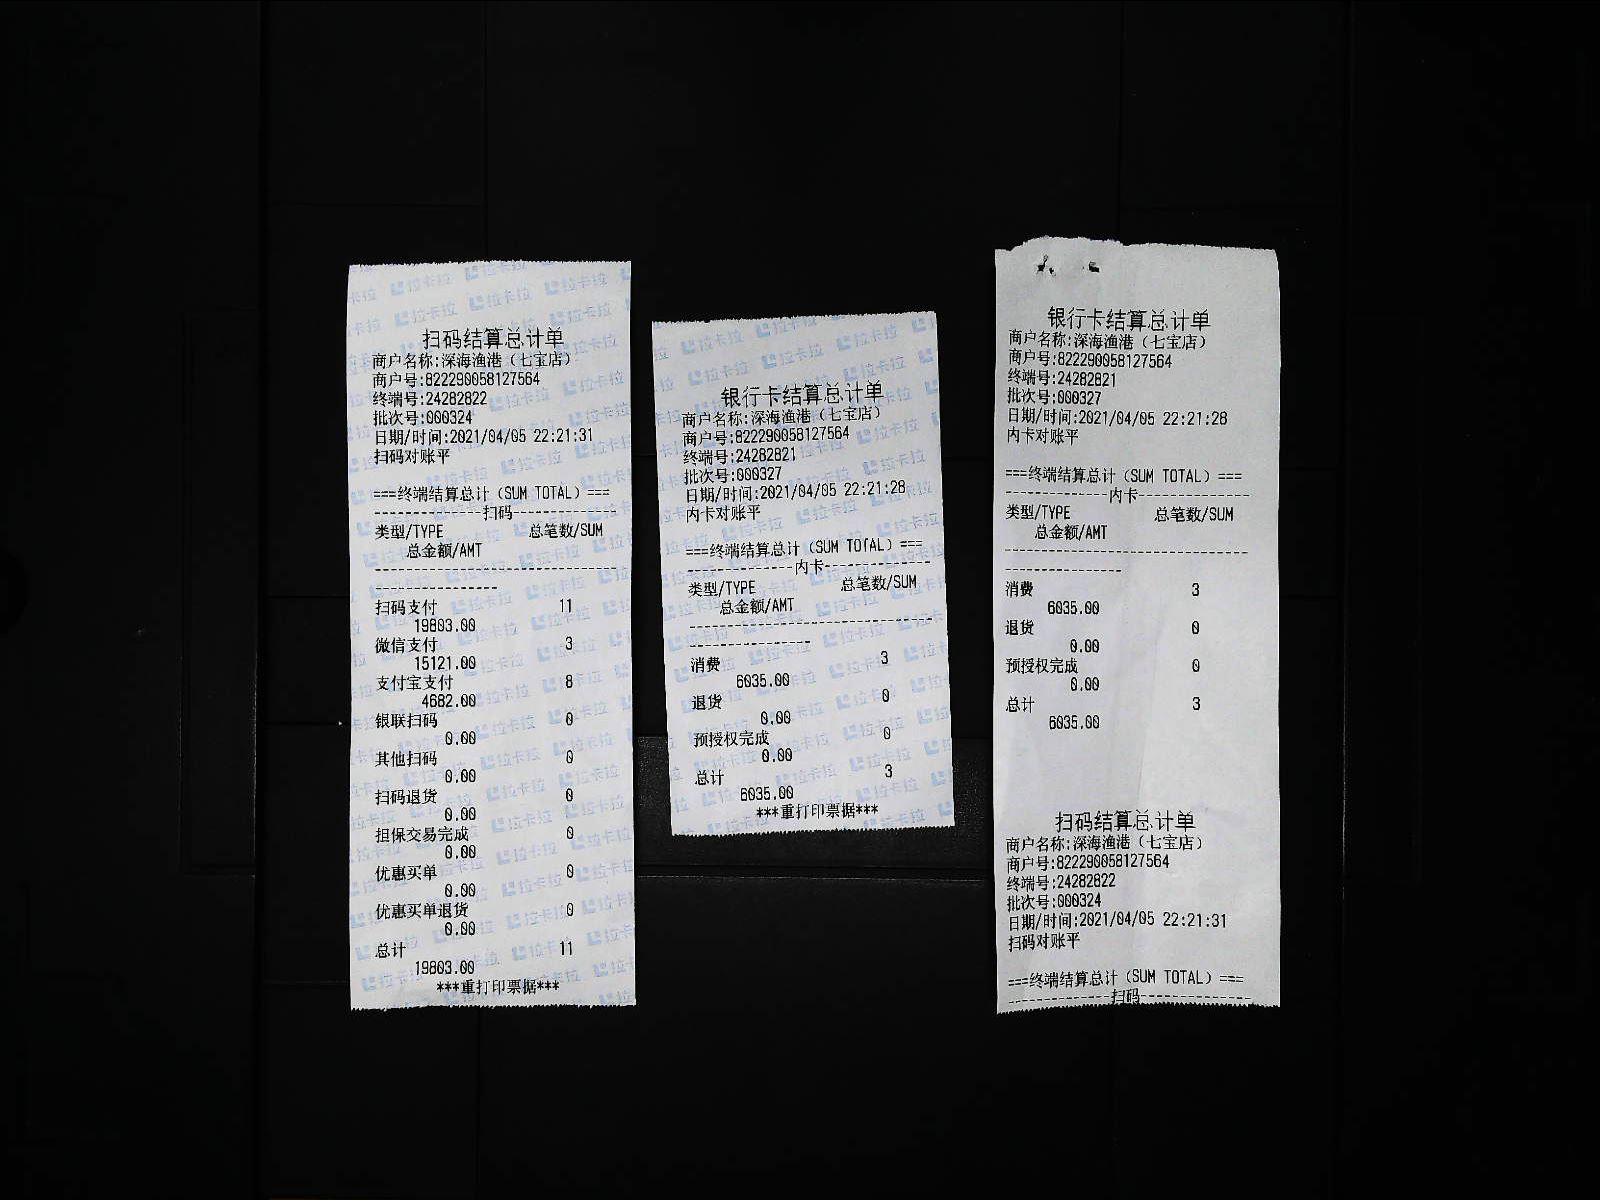 扫码结算总计单
商户名称:深海渔港（七宝店）
商户号:822290058127564
终端号:24282822
批次号:000324
日期/时间:2021/04/05 22:21:31
扫码对账平
===终端结算总计（SUM TOTAL）===
--------------扫码--------------
类型/TYPE 总笔数/SUM
总金额/AMT
--------------------------------
----------------
扫码支付 11
19803.00
微信支付 3
15121.00
支付宝支付 8
4682.00
银联扫码 0
0.00
其他扫码 0
0.00
扫码退货 0
0.00
担保交易完成 0
0.00
优惠买单 0
0.00
优惠买单退货 0
0.00
总计 11
19803.00
***重打印票据***
银行卡结算总计单
商户名称:深海渔港（七宝店）
商户号:822290058127564
终端号:24282821
批次号:000327
日期/时间:2021/04/05 22:21:28
内卡对账平
===终端结算总计（SUM TOTAL）===
--------------内卡--------------
类型/TYPE 总笔数/SUM
总金额/AMT
--------------------------------
----------------
消费 3
6035.00
退货 0
0.00
预授权完成 0
0.00
总计 3
6035.00
***重打印票据***
银行卡结算总计单
商户名称:深海渔港（七宝店）
商户号:822290058127564
终端号:24282821
批次号:000327
日期/时间:2021/04/05 22:21:28
内卡对账平
===终端结算总计（SUM TOTAL）===
--------------内卡--------------
类型/TYPE 总笔数/SUM
总金额/AMT
--------------------------------
----------------
消费 3
6035.00
退货 0
0.00
预授权完成 0
0.00
总计 3
6035.00
扫码结算总计单
商户名称:深海渔港（七宝店）
商户号:822290058127564
终端号:24282822
批次号:000324
日期/时间:2021/04/05 22:21:31
扫码对账平
===终端结算总计（SUM TOTAL）===
--------------扫码--------------
拉卡拉